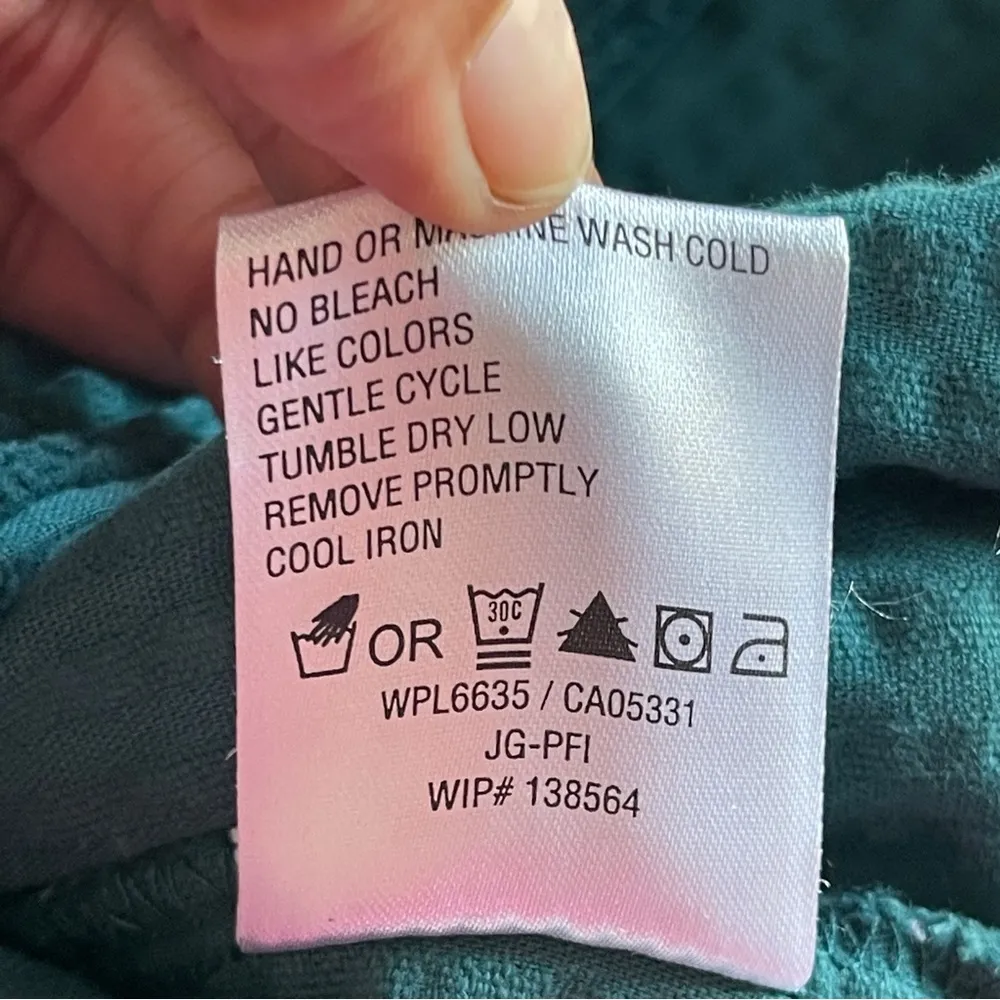 HAND OR MACHINE WASH COLD
NO BLEACH
LIKE COLORS
GENTLE CYCLE
TUMBLE DRY LOW
REMOVE PROMPTLY
COOL IRON
OR 30C
WPL6635 / CA05331
JG-PFI
WIP# 138564